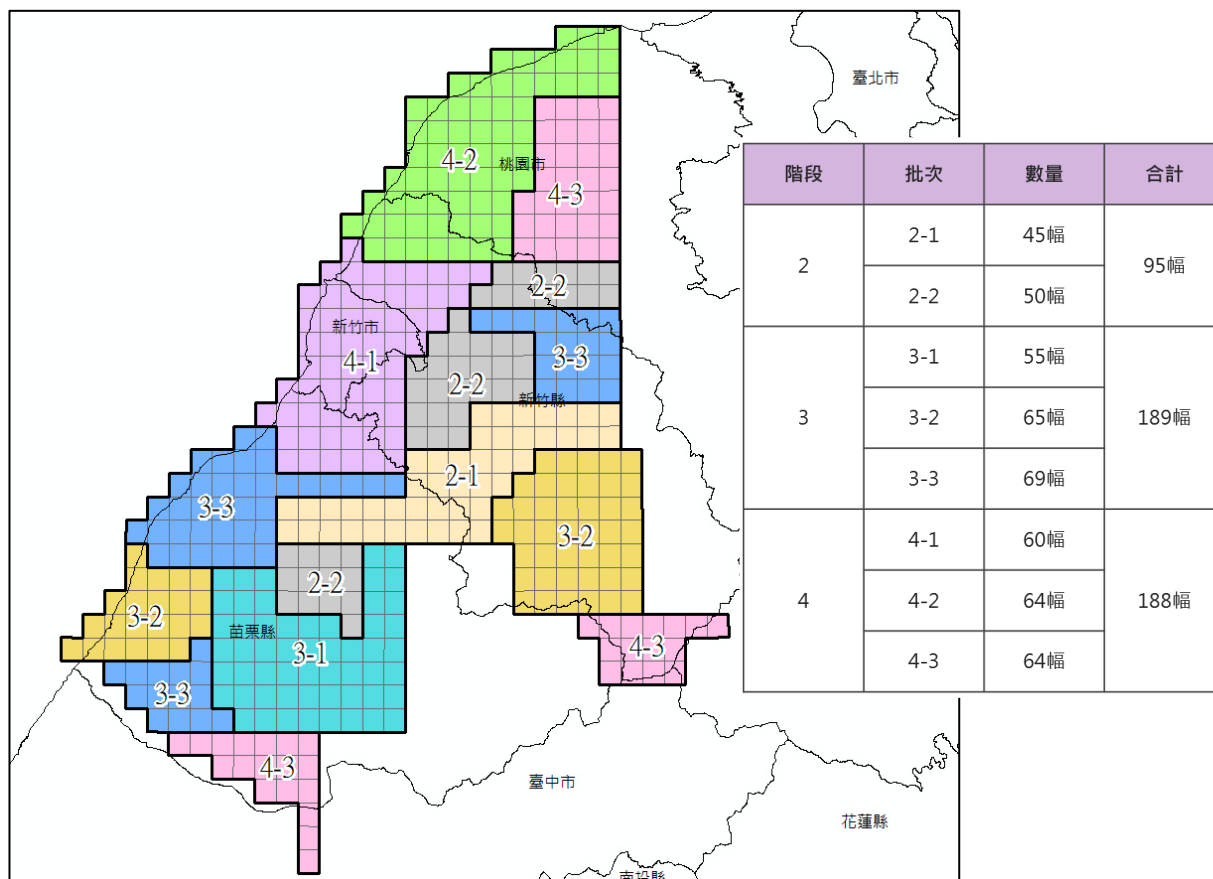 臺北市
4-2
桃園市
4-3
2-2
新竹市
4-1
3-3
2-2
新竹縣
2-1
3-3
3-2
2-2
3-2
苗栗縣
3-1
4-3
3-3
4-3
臺中市
花蓮縣
南投縣
階段 批次 數量 合計
2 2-1 45幅 95幅
2-2 50幅
3 3-1 55幅 189幅
3-2 65幅
3-3 69幅
4 4-1 60幅 188幅
4-2 64幅
4-3 64幅